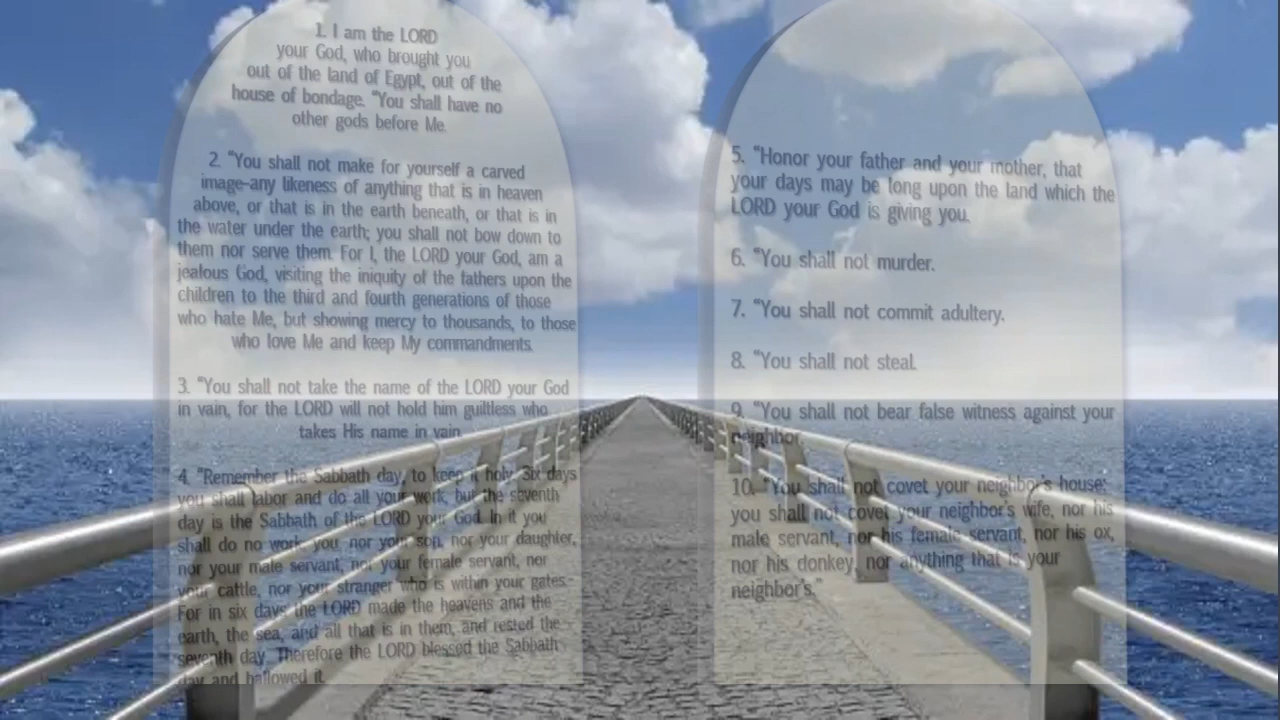 1. I am the LORD
your God, who brought you
out of the land of Egypt, out of the
house of bondage. "You shall have no
other gods before Me.
2. "You shall not make for yourself a carved
image-any likeness of anything that is in heaven
above, or that is in the earth beneath, or that is in
the water under the earth; you shall not bow down to
them nor serve them. For I, the LORD your God, am a
jealous God, visiting the iniquity of the fathers upon the
children to the third and fourth generations of those
who hate Me, but showing mercy to thousands, to those
who love Me and keep My commandments.
3. "You shall not take the name of the LORD your God
in vain, for the LORD will not hold him guiltless who
takes His name in vain.
4. "Remember the Sabbath day, to keep it holy. Six days
you shall labor and do all your work, but the seventh
day is the Sabbath of the LORD your God. In it you
shall do no work: you, nor your son, nor your daughter,
nor your male servant, nor your female servant, nor
your cattle, nor your stranger who is within your gates.
For in six days the LORD made the heavens and the
earth, the sea, and all that is in them, and rested the
seventh day. Therefore the LORD blessed the Sabbath
day and hallowed it.
5. "Honor your father and your mother, that
your days may be long upon the land which the
LORD your God is giving you.
6. "You shall not murder.
7. "You shall not commit adultery.
8. "You shall not steal.
9. "You shall not bear false witness against your
neighbor.
10. "You shall not covet your neighbor's house;
you shall not covet your neighbor's wife, nor his
male servant, nor his female servant, nor his ox,
nor his donkey, nor anything that is your
neighbor's."